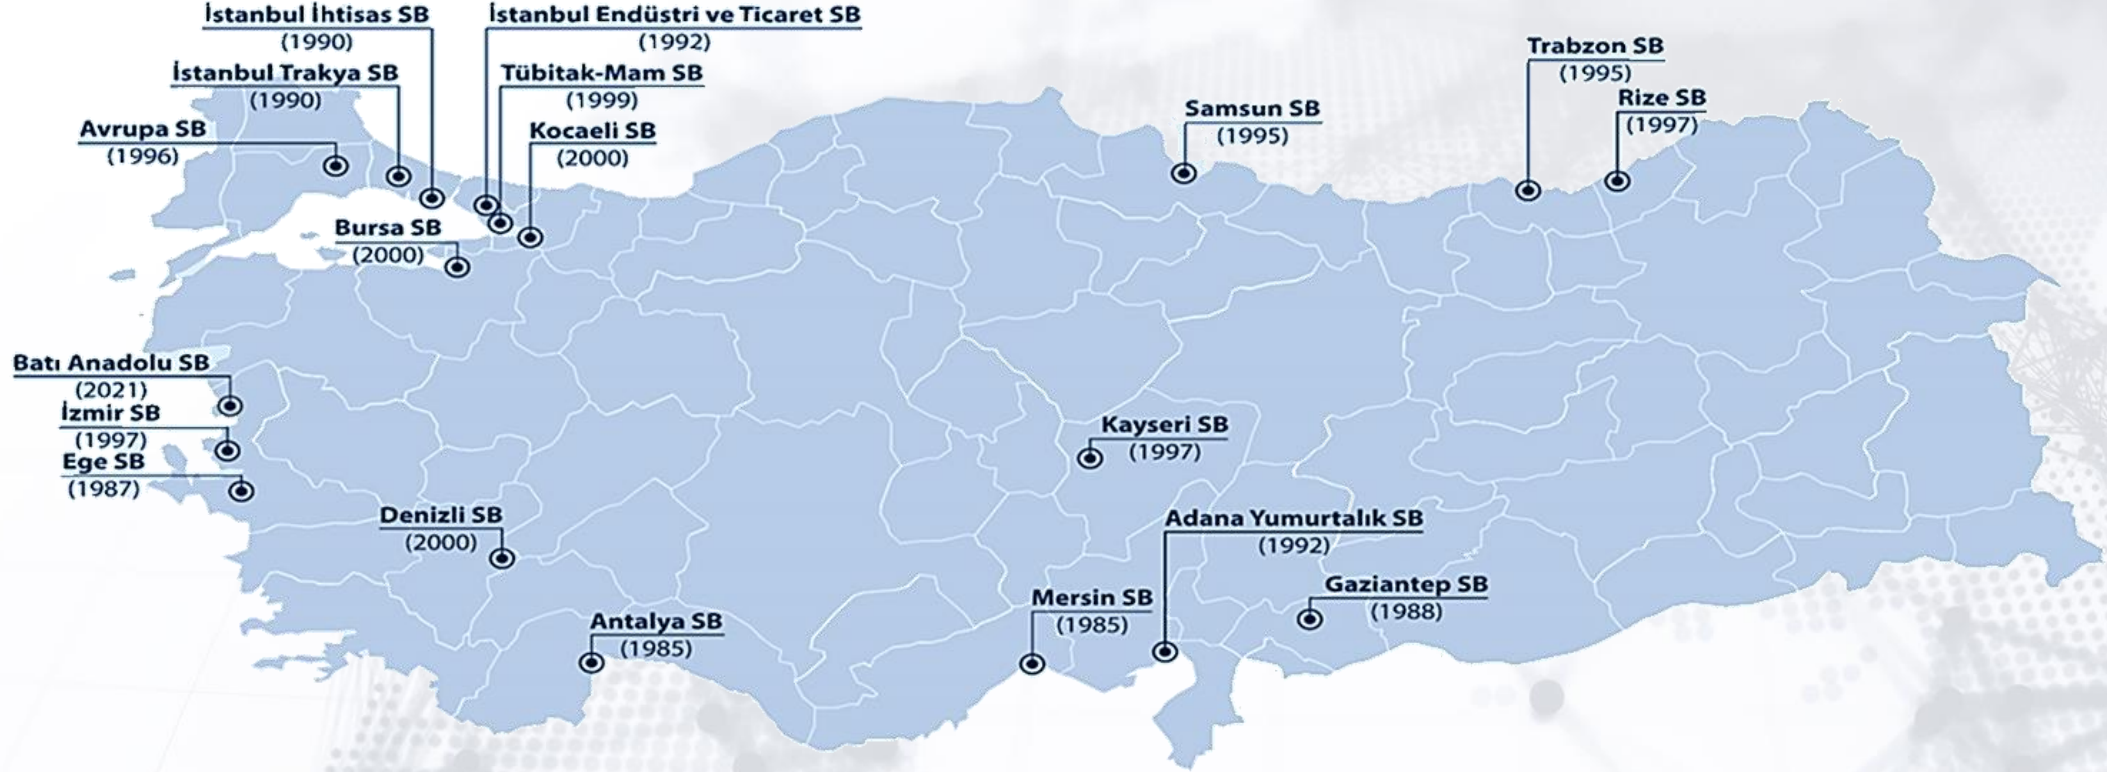 İstanbul İhtisas SB
(1990)
İstanbul Endüstri ve Ticaret SB
(1992)
İstanbul Trakya SB
(1990)
Tübitak-Mam SB
(1999)
Avrupa SB
(1996)
Kocaeli SB
(2000)
Bursa SB
(2000)
Samsun SB
(1995)
Trabzon SB
(1995)
Rize SB
(1997)
Batı Anadolu SB
(2021)
İzmir SB
(1997)
Ege SB
(1987)
Kayseri SB
(1997)
Denizli SB
(2000)
Adana Yumurtalık SB
(1992)
Antalya SB
(1985)
Mersin SB
(1985)
Gaziantep SB
(1988)